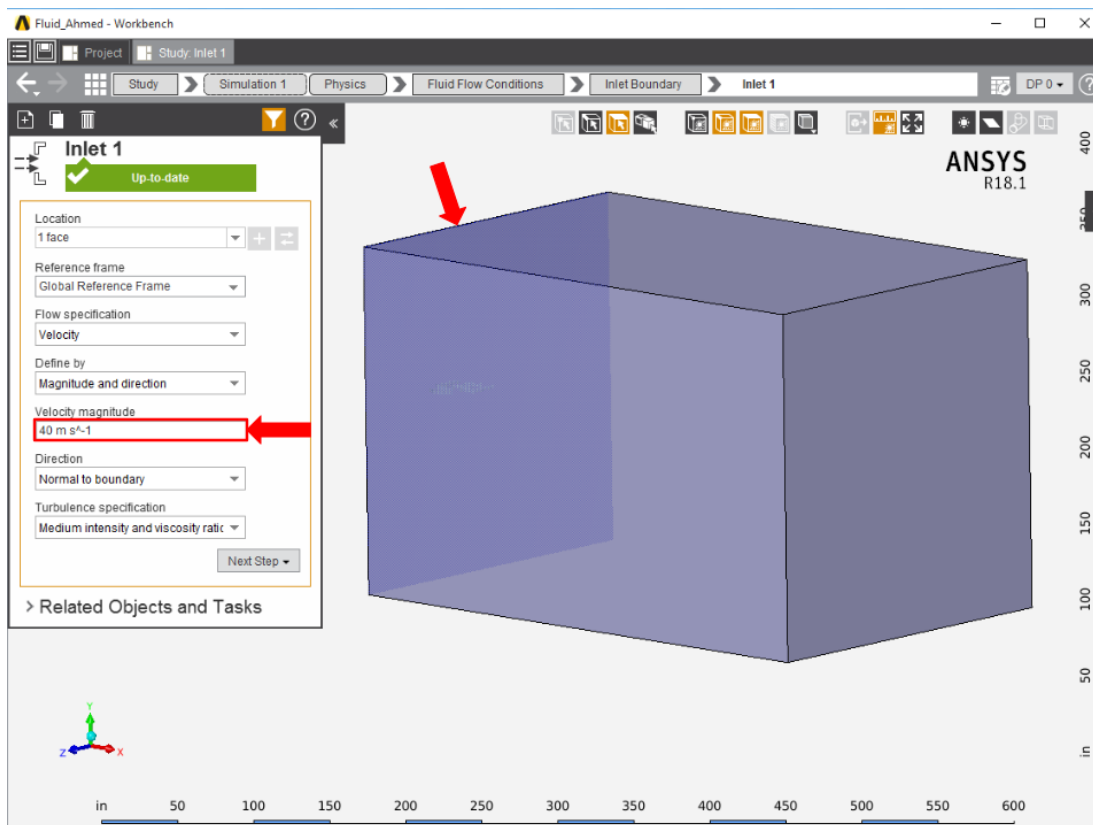 Fluid_Ahmed - Workbench
Project
Study: Inlet 1
Study
Simulation 1
Physics
Fluid Flow Conditions
Inlet Boundary
Inlet 1
DP 0
Inlet 1
Up-to-date
Location
1 face
Reference frame
Global Reference Frame
Flow specification
Velocity
Define by
Magnitude and direction
Velocity magnitude
40 m s^-1
Direction
Normal to boundary
Turbulence specification
Medium intensity and viscosity ratic
Next Step
Related Objects and Tasks
ANSYS
R18.1
400
300
250
200
150
100
50
in
Y
Z
X
in
50
100
150
200
250
300
350
400
450
500
550
600